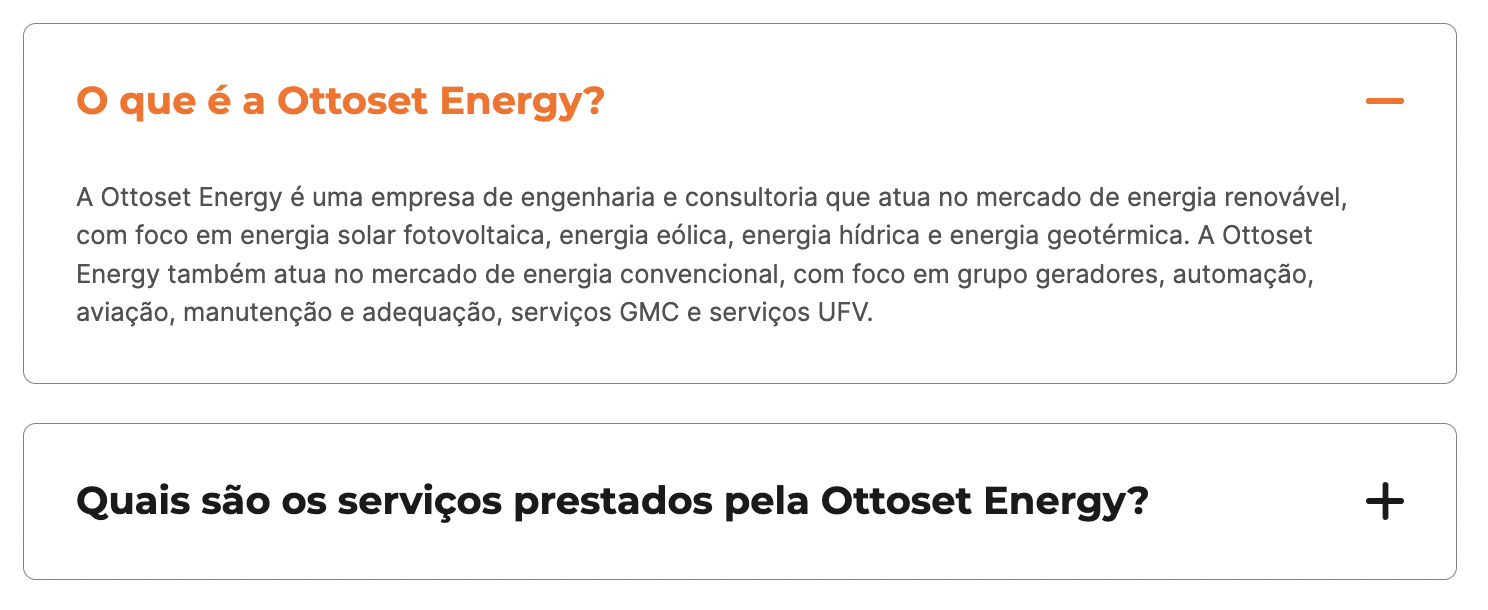 O que é a Ottoset Energy?
A Ottoset Energy é uma empresa de engenharia e consultoria que atua no mercado de energia renovável,
com foco em energia solar fotovoltaica, energia eólica, energia hídrica e energia geotérmica. A Ottoset
Energy também atua no mercado de energia convencional, com foco em grupo geradores, automação,
aviação, manutenção e adequação, serviços GMC e serviços UFV.
Quais são os serviços prestados pela Ottoset Energy?